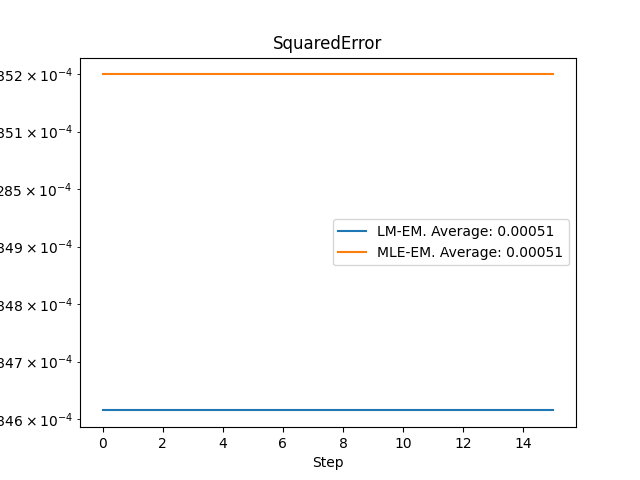 SquaredError
352 × 10⁻⁴
351 × 10⁻⁴
285 × 10⁻⁴
349 × 10⁻⁴
348 × 10⁻⁴
347 × 10⁻⁴
346 × 10⁻⁴
LM-EM. Average: 0.00051
MLE-EM. Average: 0.00051
0 2 4 6 8 10 12 14
Step